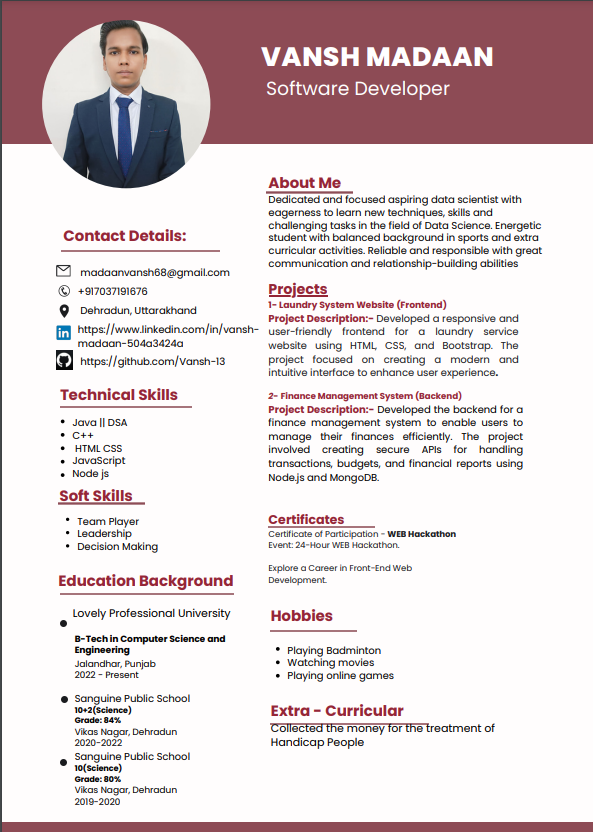 VANSH MADAAN
Software Developer
Contact Details:
madaanvansh68@gmail.com
+917037191676
Dehradun, Uttarakhand
https://www.linkedin.com/in/vansh-
madaan-504a3424a
https://github.com/Vansh-13
Technical Skills
Java || DSA
C++
HTML CSS
JavaScript
Node js
Soft Skills
Team Player
Leadership
Decision Making
Education Background
Lovely Professional University
B-Tech in Computer Science and
Engineering
Jalandhar, Punjab
2022 - Present
Sanguine Public School
10+2(Science)
Grade: 84%
Vikas Nagar, Dehradun
2020-2022
Sanguine Public School
10(Science)
Grade: 80%
Vikas Nagar, Dehradun
2019-2020
About Me
Dedicated and focused aspiring data scientist with
eagerness to learn new techniques, skills and
challenging tasks in the field of Data Science. Energetic
student with balanced background in sports and extra
curricular activities. Reliable and responsible with great
communication and relationship-building abilities
Projects
1- Laundry System Website (Frontend)
Project Description:- Developed a responsive and
user-friendly frontend for a laundry service
website using HTML, CSS, and Bootstrap. The
project focused on creating a modern and
intuitive interface to enhance user experience.
2- Finance Management System (Backend)
Project Description:- Developed the backend for a
finance management system to enable users to
manage their finances efficiently. The project
involved creating secure APIs for handling
transactions, budgets, and financial reports using
Node.js and MongoDB.
Certificates
Certificate of Participation - WEB Hackathon
Event: 24-Hour WEB Hackathon.
Explore a Career in Front-End Web
Development.
Hobbies
Playing Badminton
Watching movies
Playing online games
Extra - Curricular
Collected the money for the treatment of
Handicap People